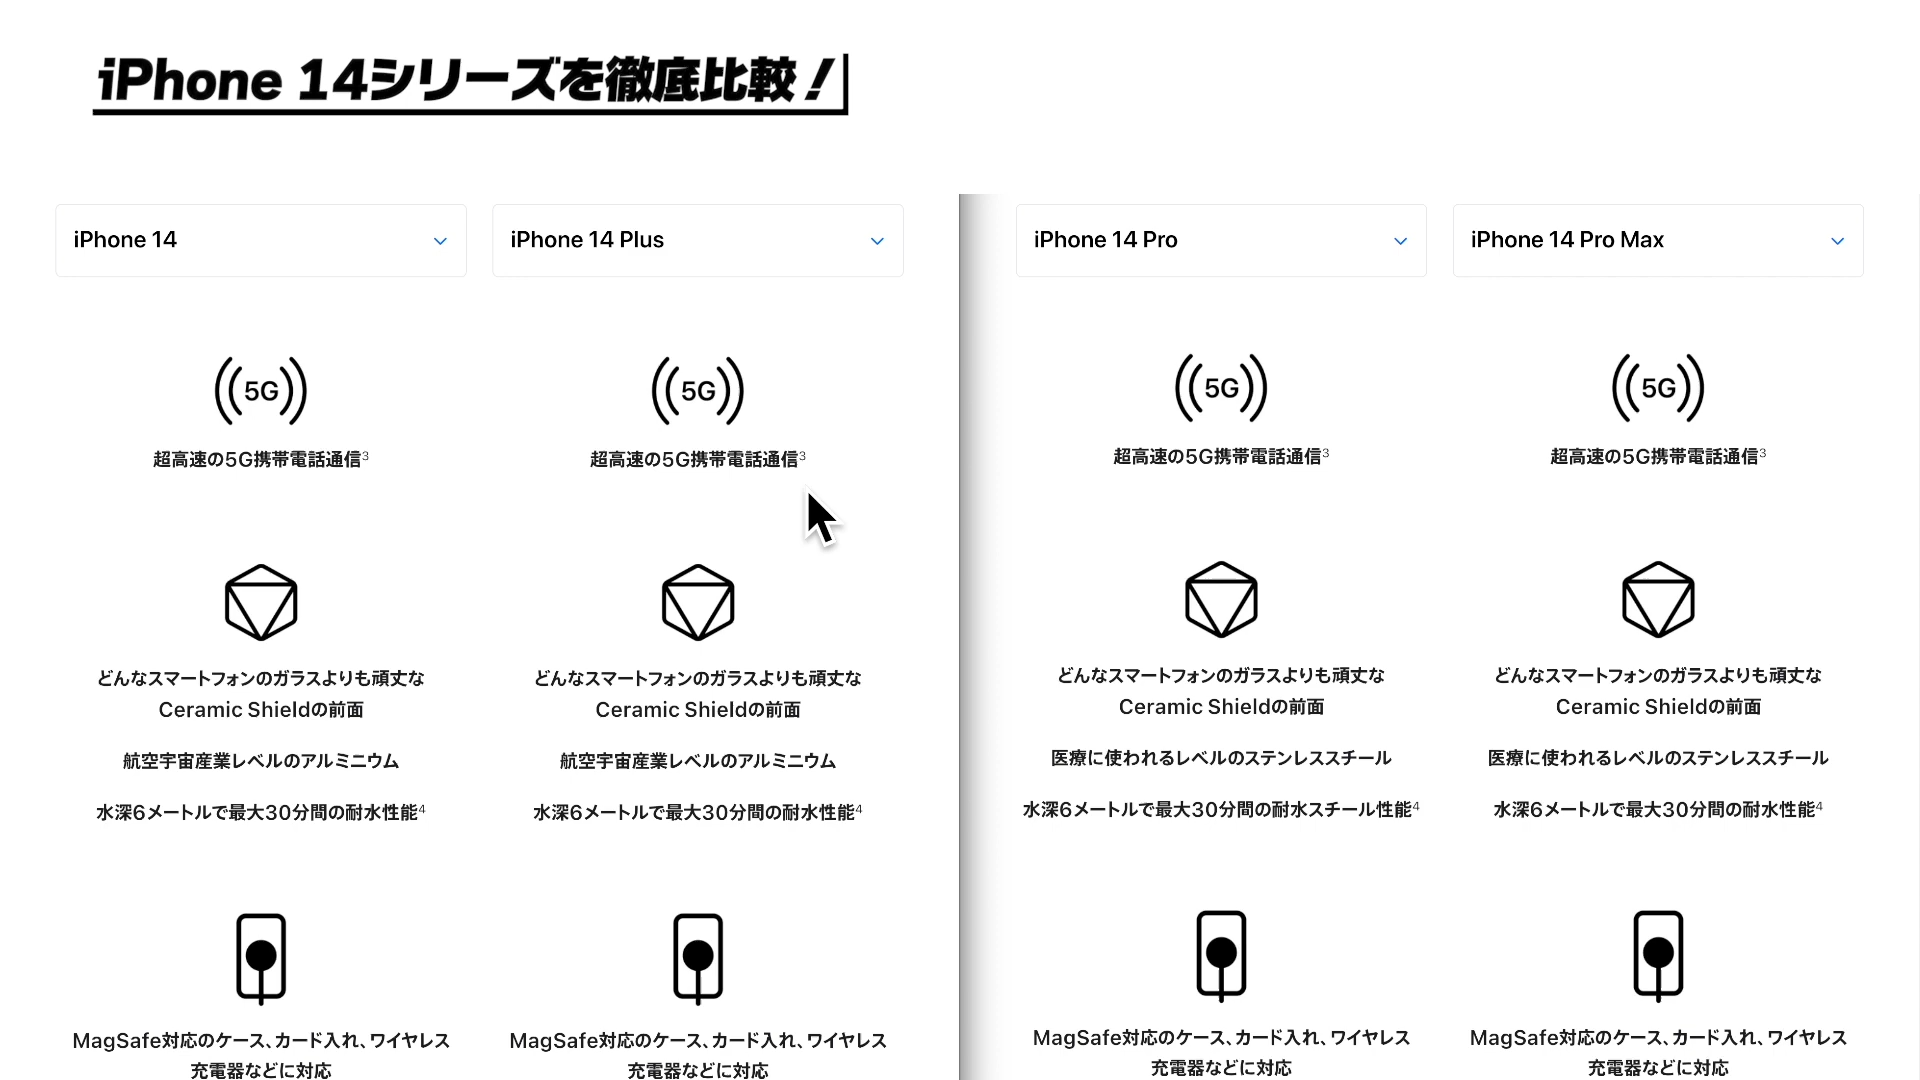 iPhone 14シリーズを徹底比較！
iPhone 14
iPhone 14 Plus
iPhone 14 Pro
iPhone 14 Pro Max
5G
5G
5G
5G
超高速の5G携帯電話通信3
超高速の5G携帯電話通信3
超高速の5G携帯電話通信3
超高速の5G携帯電話通信3
どんなスマートフォンのガラスよりも頑丈な
Ceramic Shieldの前面
航空宇宙産業レベルのアルミニウム
水深6メートルで最大30分間の耐水性能4
どんなスマートフォンのガラスよりも頑丈な
Ceramic Shieldの前面
航空宇宙産業レベルのアルミニウム
水深6メートルで最大30分間の耐水性能4
どんなスマートフォンのガラスよりも頑丈な
Ceramic Shieldの前面
医療に使われるレベルのステンレススチール
水深6メートルで最大30分間の耐水スチール性能4
どんなスマートフォンのガラスよりも頑丈な
Ceramic Shieldの前面
医療に使われるレベルのステンレススチール
水深6メートルで最大30分間の耐水性能4
MagSafe対応のケース、カード入れ、ワイヤレス
充電器などに対応
MagSafe対応のケース、カード入れ、ワイヤレス
充電器などに対応
MagSafe対応のケース、カード入れ、ワイヤレス
充電器などに対応
MagSafe対応のケース、カード入れ、ワイヤレス
充電器などに対応